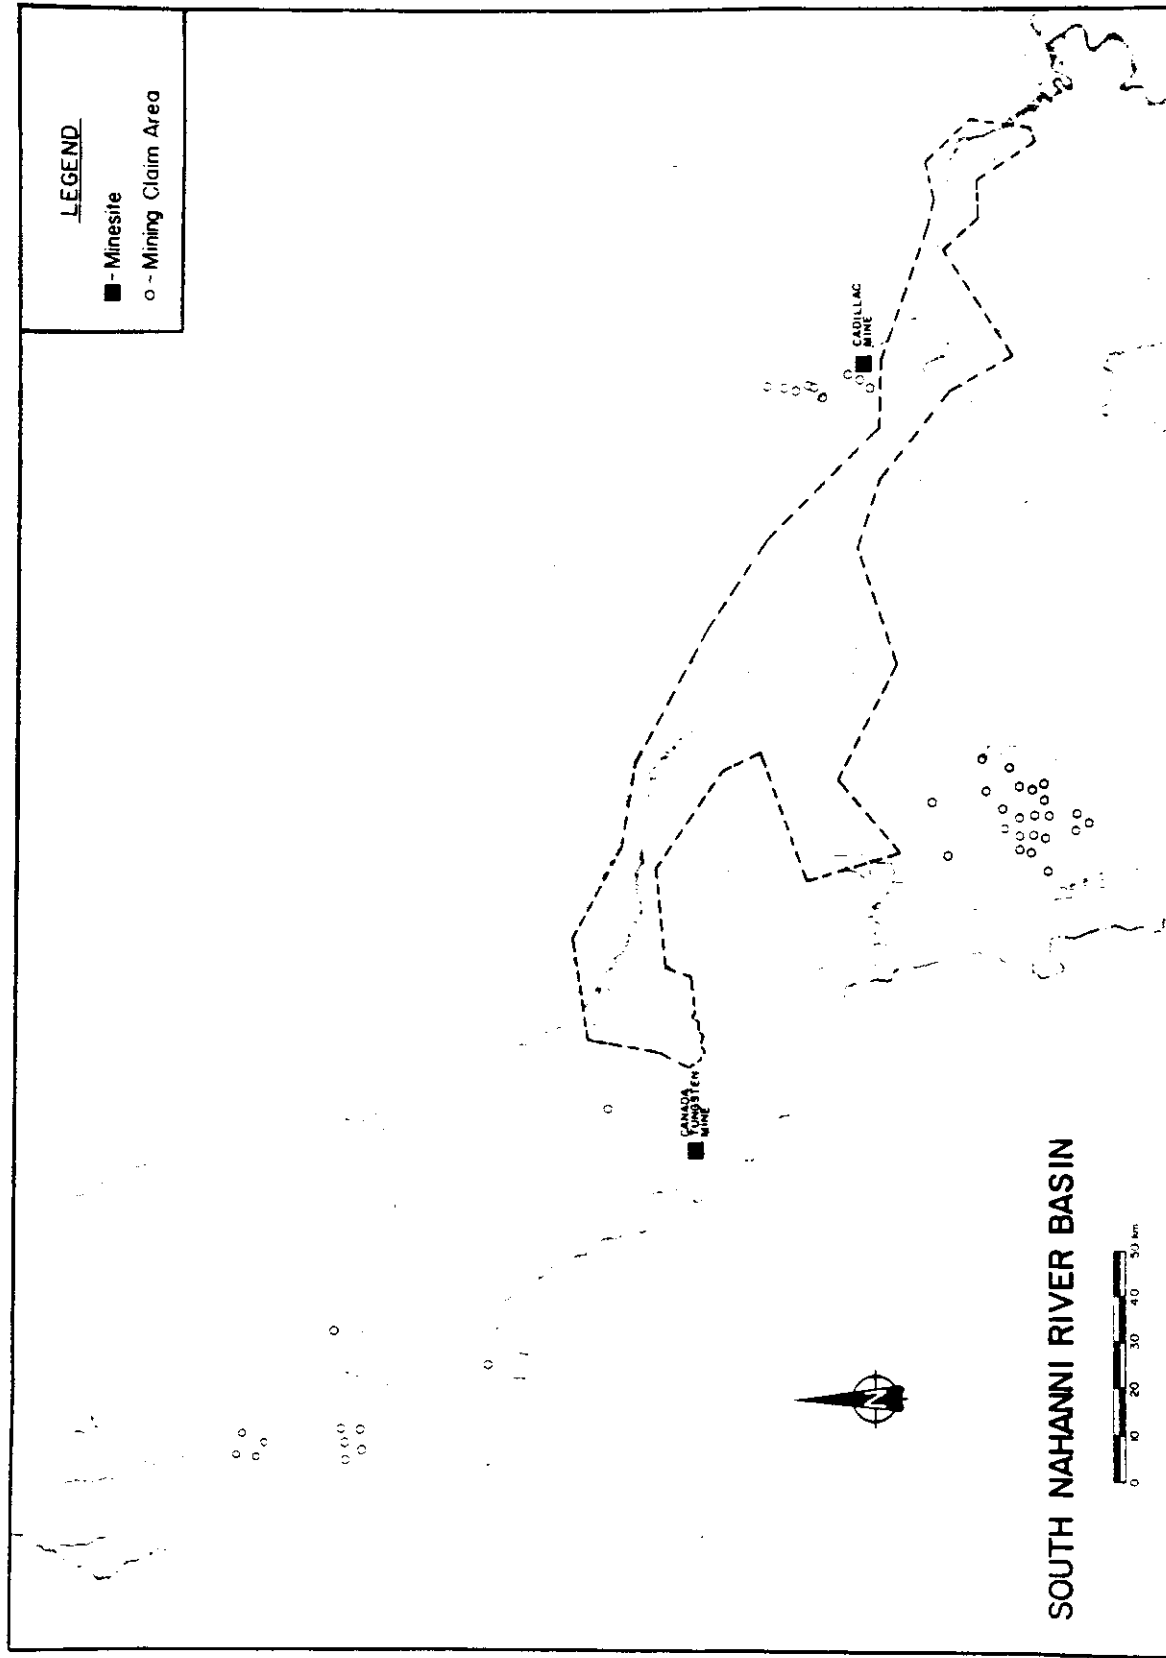 LEGEND
■ - Minesite
○ - Mining Claim Area
CADILLAC
MINE
CANADA
TUNGSTEN
MINE
N
SOUTH NAHANNI RIVER BASIN
0 10 20 30 40 50 km